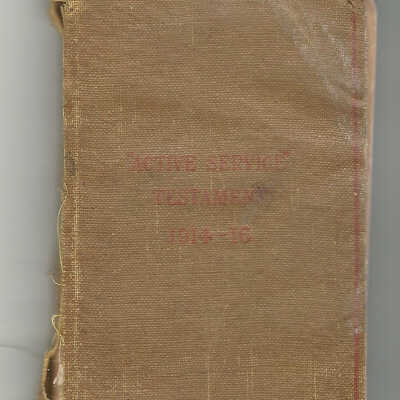 "ACTIVE SERVICE"
TESTAMENT
1914-16